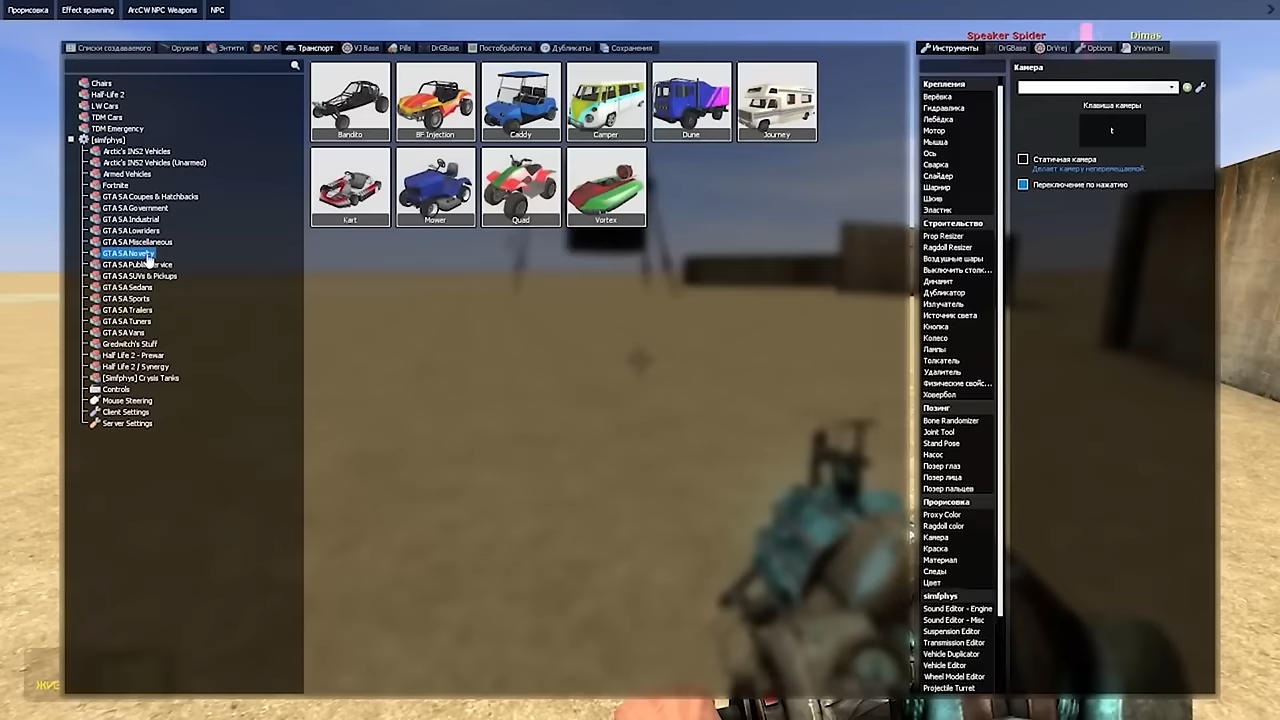 Прорисовка Effect spawning ArcCW NPC Weapons NPC
Speaker Spider Dimas
Списки создаваемого Оружие Энтити NPC Транспорт VJ Base Pills DrGBase Постобработка Дубликаты Сохранения
Инструменты DrGBase DrVrej Options Утилиты
Chairs
Half-Life 2
LW Cars
TDM Cars
TDM Emergency
[simfphys]
Arctic's INS2 Vehicles
Arctic's INS2 Vehicles (Unarmed)
Armed Vehicles
Fortnite
GTA SA Coupes & Hatchbacks
GTA SA Government
GTA SA Industrial
GTA SA Lowriders
GTA SA Miscellaneous
GTA SA Novelty
GTA SA Public Service
GTA SA SUVs & Pickups
GTA SA Sedans
GTA SA Sports
GTA SA Trailers
GTA SA Tuners
GTA SA Vans
Gredwitch's Stuff
Half Life 2 - Prewar
Half Life 2 / Synergy
[Simfphys] Crysis Tanks
Controls
Mouse Steering
Client Settings
Server Settings
Bandito BF Injection Caddy Camper Dune Journey
Kart Mower Quad Vortex
Крепления
Верёвка
Гидравлика
Лебёдка
Мотор
Мышца
Ось
Сварка
Слайдер
Шарнир
Шкив
Эластик
Строительство
Prop Resizer
Ragdoll Resizer
Воздушные шары
Выключить столк...
Динамит
Дубликатор
Излучатель
Источник света
Кнопка
Колесо
Лампы
Толкатель
Удалитель
Физические свойс...
Ховербол
Позинг
Bone Randomizer
Joint Tool
Stand Pose
Насос
Позер глаз
Позер лица
Позер пальцев
Прорисовка
Proxy Color
Ragdoll color
Камера
Краска
Материал
Следы
Цвет
simfphys
Sound Editor - Engine
Sound Editor - Misc
Suspension Editor
Transmission Editor
Vehicle Duplicator
Vehicle Editor
Wheel Model Editor
Projectile Turret
Камера
Клавиша камеры
t
Статичная камера
Делает камеру неперемещаемой.
Переключение по нажатию